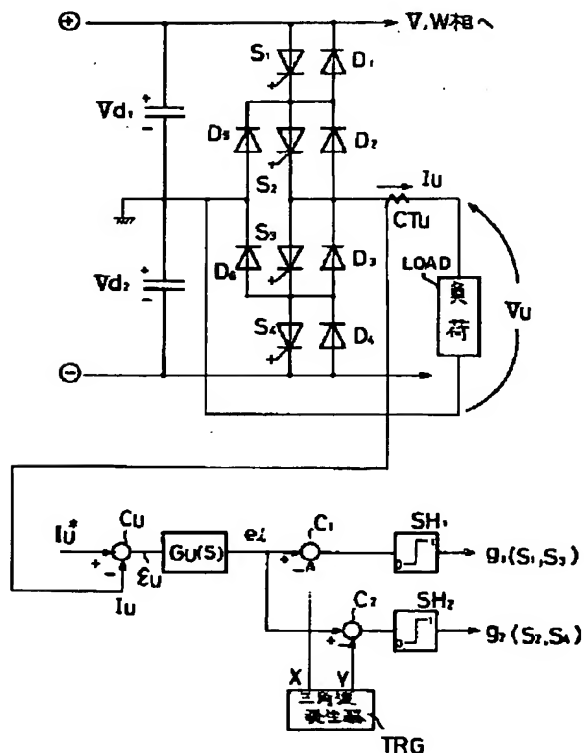 ⊕
V,W相へ
S₁
D₁
Vd₁
+
-
D₅
D₂
S₂
Iu
CTu
S₃
LOAD
Vd₂
+
-
D₆
D₃
負荷
Vu
S₄
D₄
⊖
Iu*
Cu
Gu(S)
ei
C₁
SH₁
g₁(S₁,S₃)
+
-
εu
Iu
+
-
C₂
SH₂
g₂(S₂,S₄)
+
-
X
Y
三角波
発生器
TRG